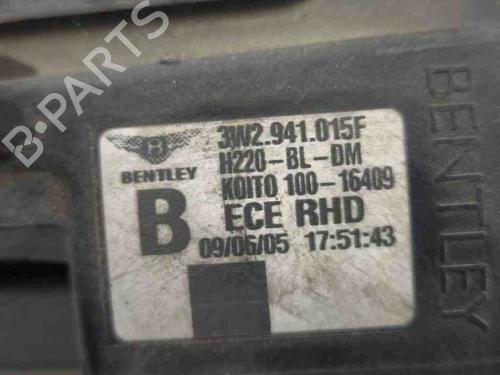 B-PARTS
3W2.941.015F
H220-BL-DM
BENTLEY
KOITO 100-16409
B
ECE RHD
09/06/05 17:51:43
BENTLEY